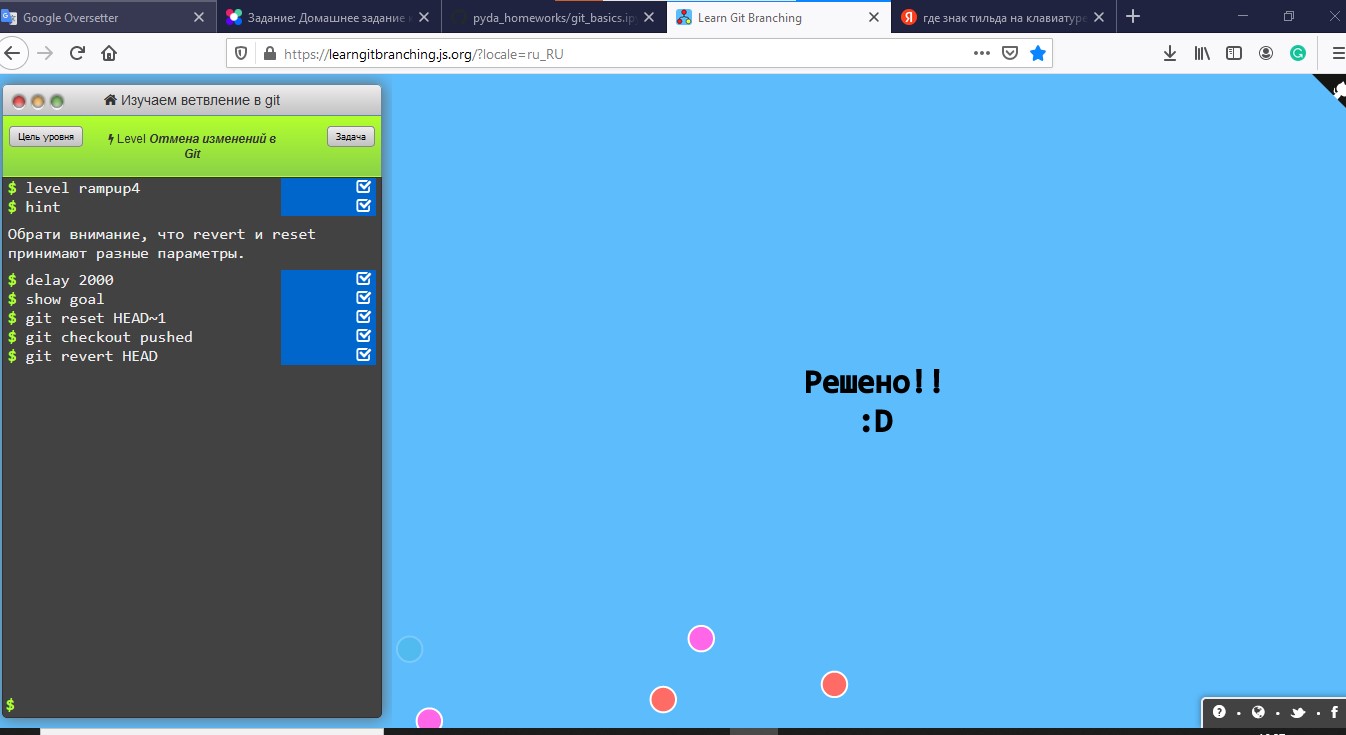 Google Oversetter
Задание: Домашнее задание
pyda_homeworks/git_basics.ip
Learn Git Branching
где знак тильда на клавиатуре
https://learngitbranching.js.org/?locale=ru_RU
Изучаем ветвление в git
Цель уровня
Level Отмена изменений в
Git
Задача
$ level rampup4
$ hint
Обрати внимание, что revert и reset
принимают разные параметры.
$ delay 2000
$ show goal
$ git reset HEAD~1
$ git checkout pushed
$ git revert HEAD
Решено!!
:D
$